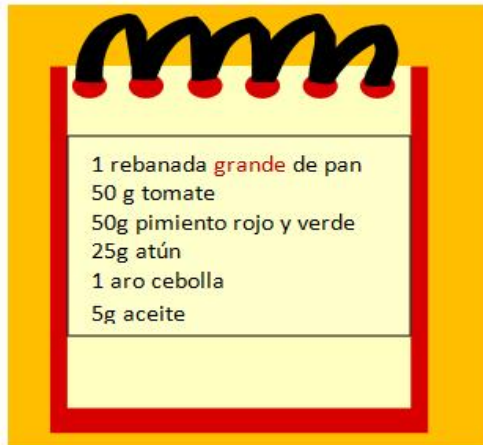 1 rebanada grande de pan
50 g tomate
50g pimiento rojo y verde
25g atún
1 aro cebolla
5g aceite